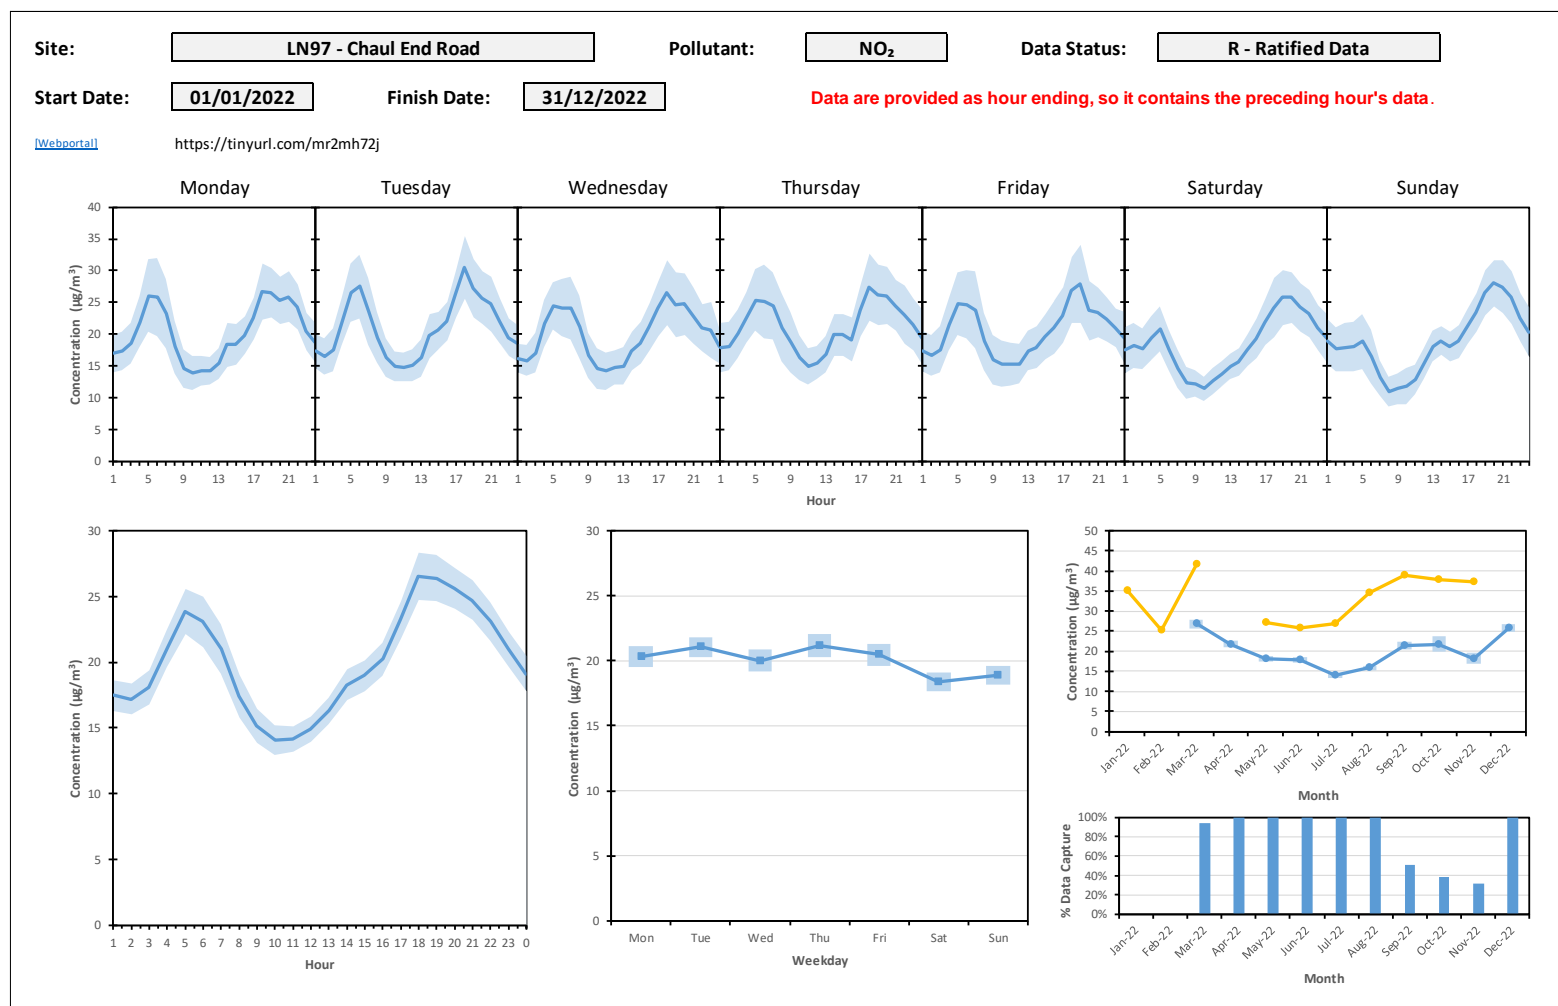 Site: LN97 - Chaul End Road Pollutant: NO₂ Data Status: R - Ratified Data
Start Date: 01/01/2022 Finish Date: 31/12/2022 Data are provided as hour ending, so it contains the preceding hour's data.
[Webportal] https://tinyurl.com/mr2mh72j
Monday Tuesday Wednesday Thursday Friday Saturday Sunday
Concentration (µg/m³)
40
35
30
25
20
15
10
5
0
1 5 9 13 17 21 1 5 9 13 17 21 1 5 9 13 17 21 1 5 9 13 17 21 1 5 9 13 17 21 1 5 9 13 17 21 1 5 9 13 17 21
Hour
Concentration (µg/m³)
30
25
20
15
10
5
0
1 2 3 4 5 6 7 8 9 10 11 12 13 14 15 16 17 18 19 20 21 22 23 0
Hour
Concentration (µg/m³)
30
25
20
15
10
5
0
Mon Tue Wed Thu Fri Sat Sun
Weekday
Concentration (µg/m³)
50
45
40
35
30
25
20
15
10
5
0
Jan-22 Feb-22 Mar-22 Apr-22 May-22 Jun-22 Jul-22 Aug-22 Sep-22 Oct-22 Nov-22 Dec-22
Month
% Data Capture
100%
80%
60%
40%
20%
0%
Jan-22 Feb-22 Mar-22 Apr-22 May-22 Jun-22 Jul-22 Aug-22 Sep-22 Oct-22 Nov-22 Dec-22
Month